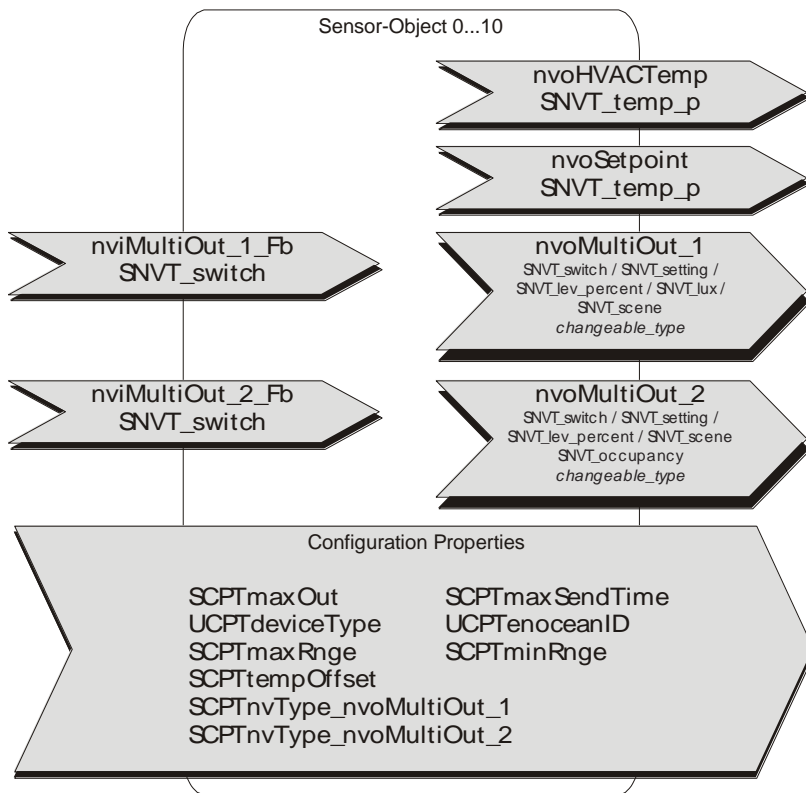 Sensor-Object 0...10
nvoHVACTemp
SNVT_temp_p
nvoSetpoint
SNVT_temp_p
nviMultiOut_1_Fb
SNVT_switch
nvoMultiOut_1
SNVT_switch / SNVT_setting /
SNVT_lev_percent / SNVT_lux /
SNVT_scene
changeable_type
nviMultiOut_2_Fb
SNVT_switch
nvoMultiOut_2
SNVT_switch / SNVT_setting /
SNVT_lev_percent / SNVT_scene
SNVT_occupancy
changeable_type
Configuration Properties
SCPTmaxOut
UCPTdeviceType
SCPTmaxRnge
SCPTtempOffset
SCPTnvType_nvoMultiOut_1
SCPTnvType_nvoMultiOut_2
SCPTmaxSendTime
UCPTenoceanID
SCPTminRnge